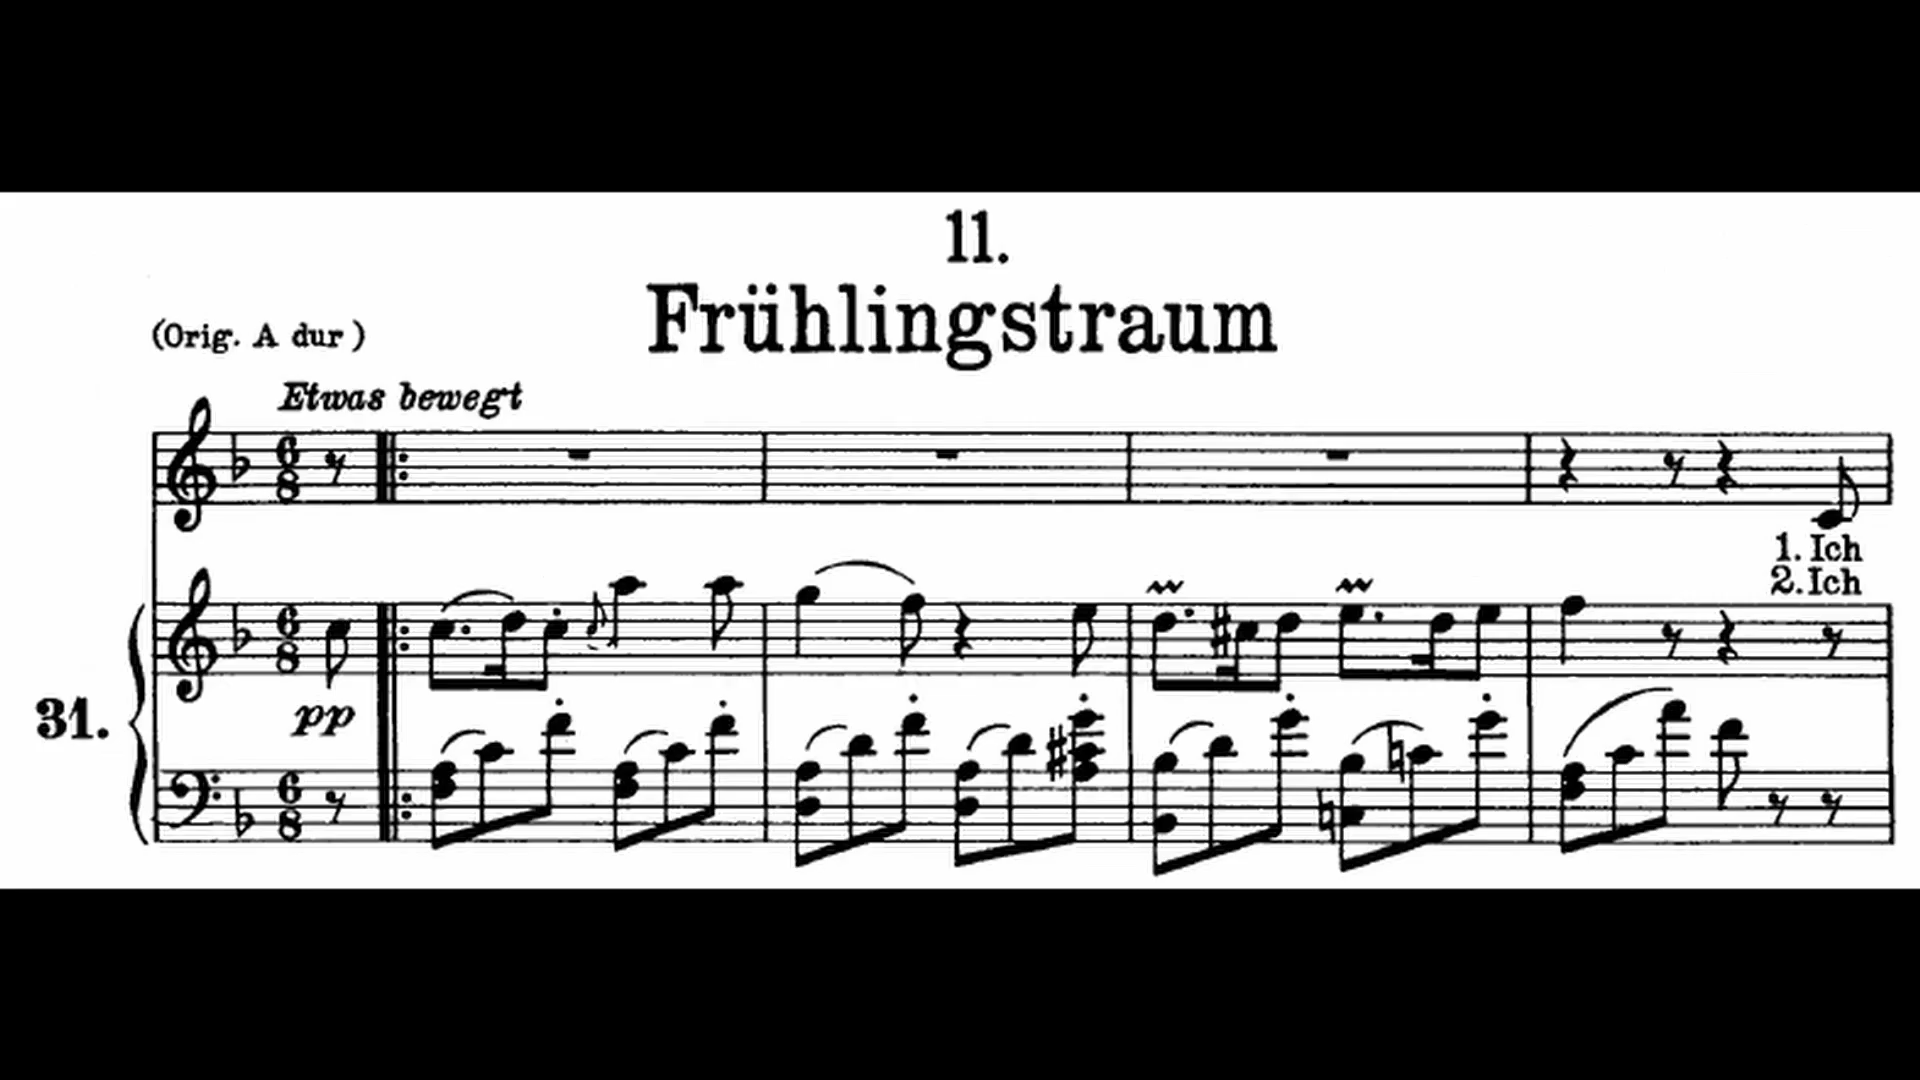 11.
Frühlingstraum
(Orig. A dur)
Etwas bewegt
1. Ich
2. Ich
31.
pp